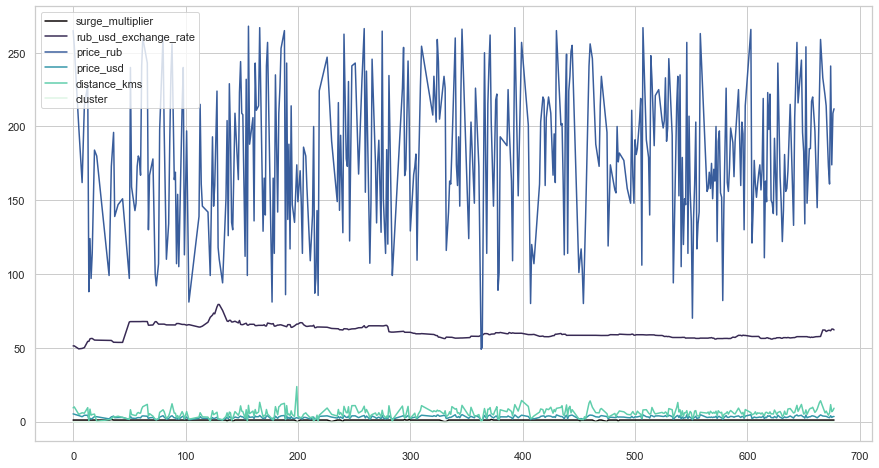 surge_multiplier
rub_usd_exchange_rate
price_rub
price_usd
distance_kms
cluster
250
200
150
100
50
0
0
100
200
300
400
500
600
700